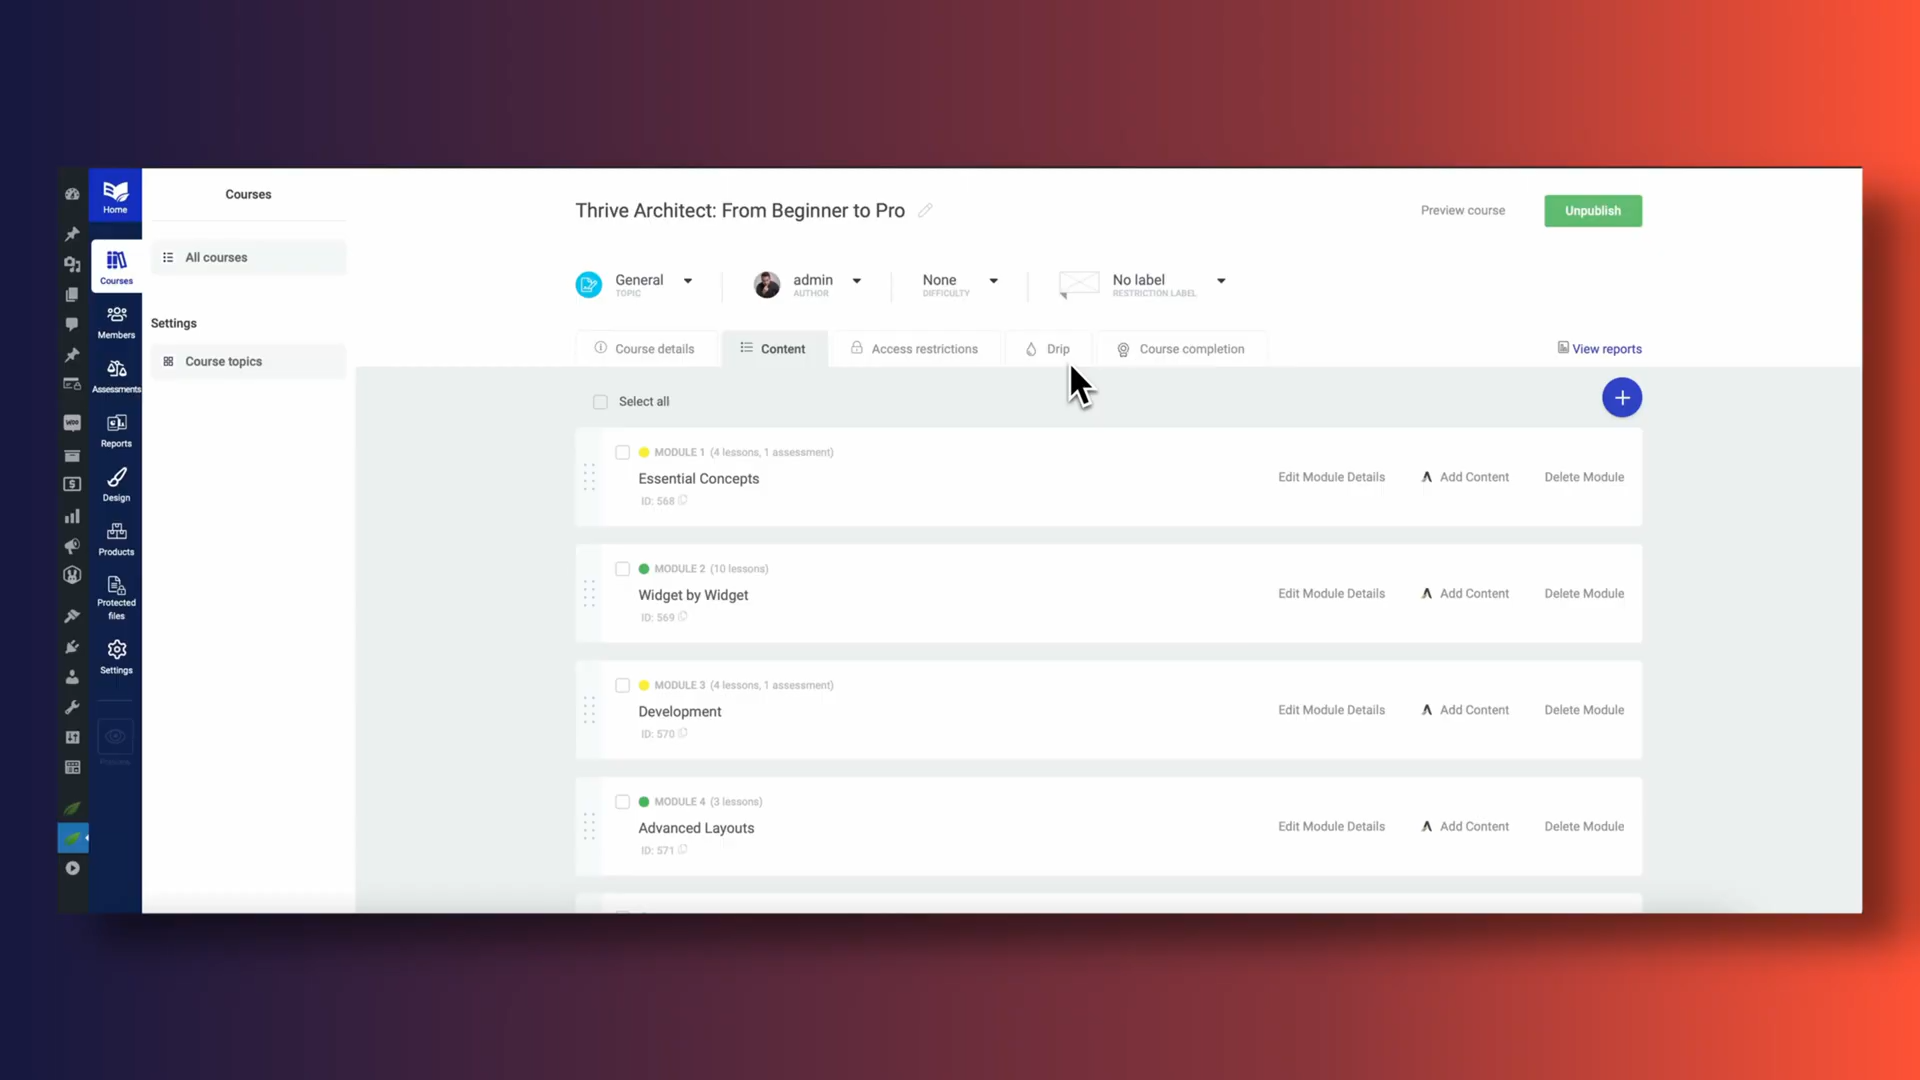 Home
Courses
Members
Assessments
Reports
Design
Products
Protected
files
Settings
Courses
All courses
Settings
Course topics
Thrive Architect: From Beginner to Pro
Preview course
Unpublish
General
TOPIC
admin
AUTHOR
None
DIFFICULTY
No label
RESTRICTION LABEL
Course details
Content
Access restrictions
Drip
Course completion
View reports
Select all
+
MODULE 1 (4 lessons, 1 assessment)
Essential Concepts
ID: 568
Edit Module Details
Add Content
Delete Module
MODULE 2 (10 lessons)
Widget by Widget
ID: 569
Edit Module Details
Add Content
Delete Module
MODULE 3 (4 lessons, 1 assessment)
Development
ID: 570
Edit Module Details
Add Content
Delete Module
MODULE 4 (3 lessons)
Advanced Layouts
ID: 571
Edit Module Details
Add Content
Delete Module